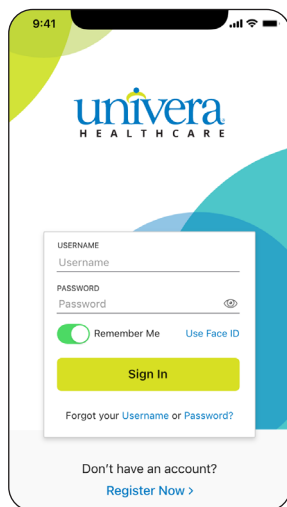 9:41
univera
HEALTHCARE
USERNAME
Username
PASSWORD
Password
Remember Me Use Face ID
Sign In
Forgot your Username or Password?
Don't have an account?
Register Now >